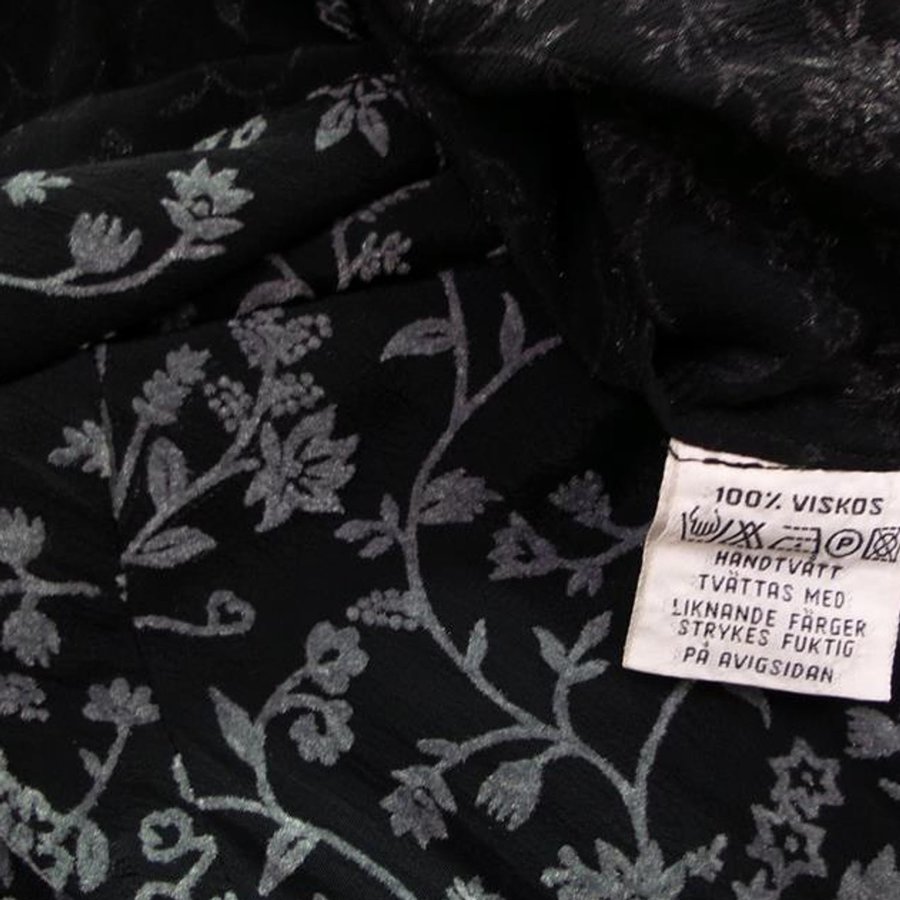 100% VISKOS
P
HANDTVÄTT
TVÄTTAS MED
LIKNANDE FÄRGER
STRYKES FUKTIG
PÅ AVIGSIDAN